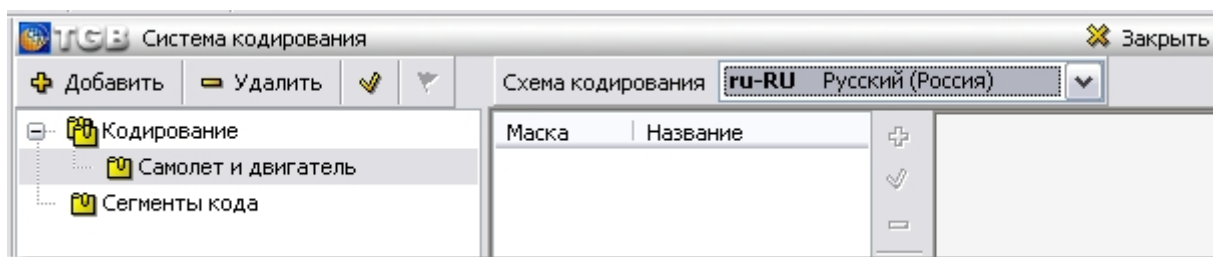 TGB Система кодирования Закрыть
Добавить Удалить Схема кодирования ru-RU Русский (Россия)
Кодирование Маска Название
Самолет и двигатель
Сегменты кода